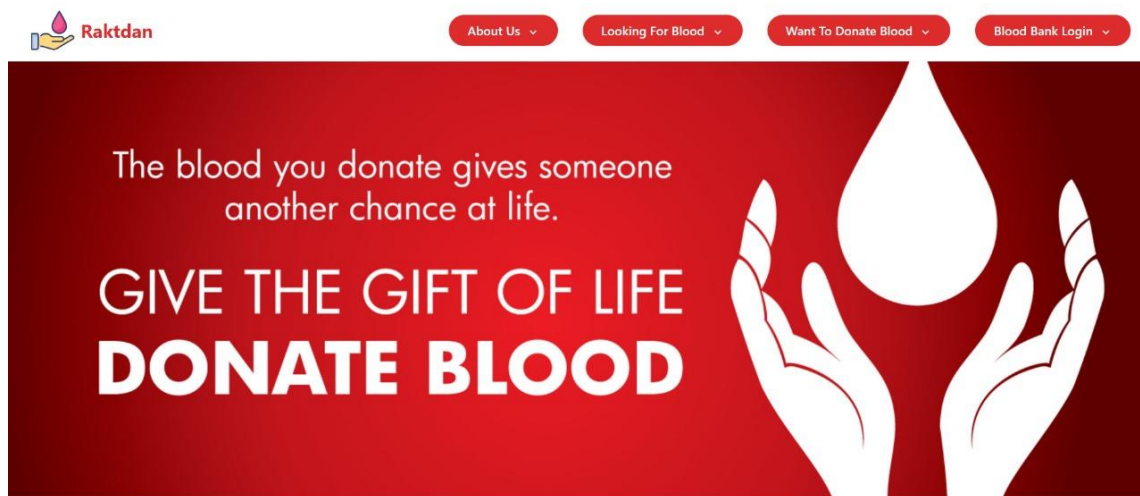 Raktdan
About Us
Looking For Blood
Want To Donate Blood
Blood Bank Login
The blood you donate gives someone
another chance at life.
GIVE THE GIFT OF LIFE
DONATE BLOOD